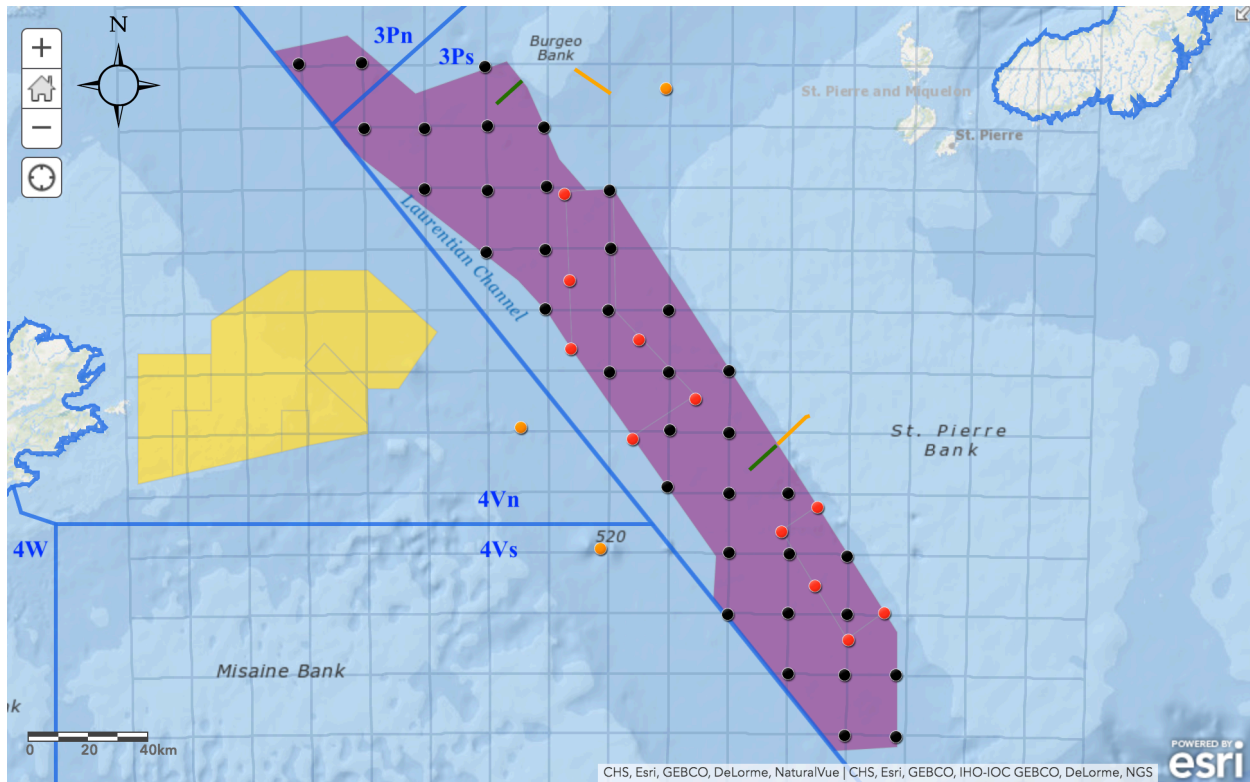 N
3Pn
3Ps
Burgeo
Bank
St. Pierre and Miquelon
St. Pierre
Laurentian Channel
St. Pierre
Bank
4Vn
4W
4Vs
520
Misaine Bank
nk
0 20 40km
CHS, Esri, GEBCO, DeLorme, NaturalVue | CHS, Esri, GEBCO, IHO-IOC GEBCO, DeLorme, NGS
POWERED BY
esri